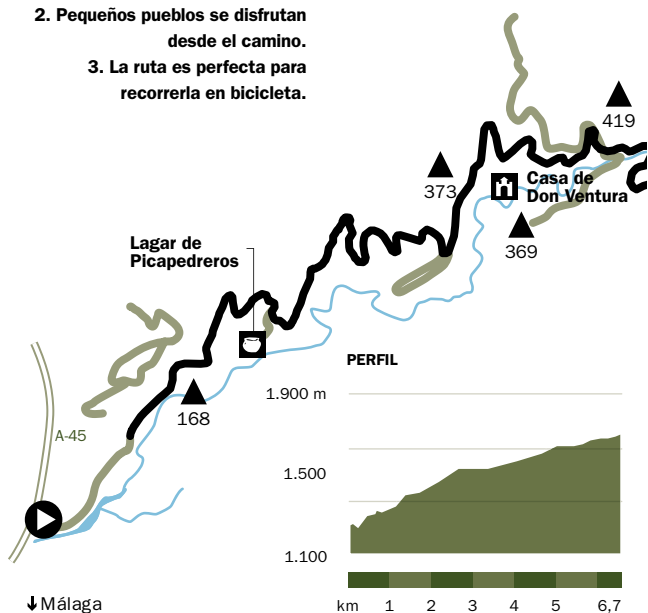 2. Pequeños pueblos se disfrutan
desde el camino.
3. La ruta es perfecta para
recorrerla en bicicleta.
419
373
Casa de
Don Ventura
369
Lagar de
Picapedreros
168
A-45
Málaga
PERFIL
1.900 m
1.500
1.100
km 1 2 3 4 5 6,7